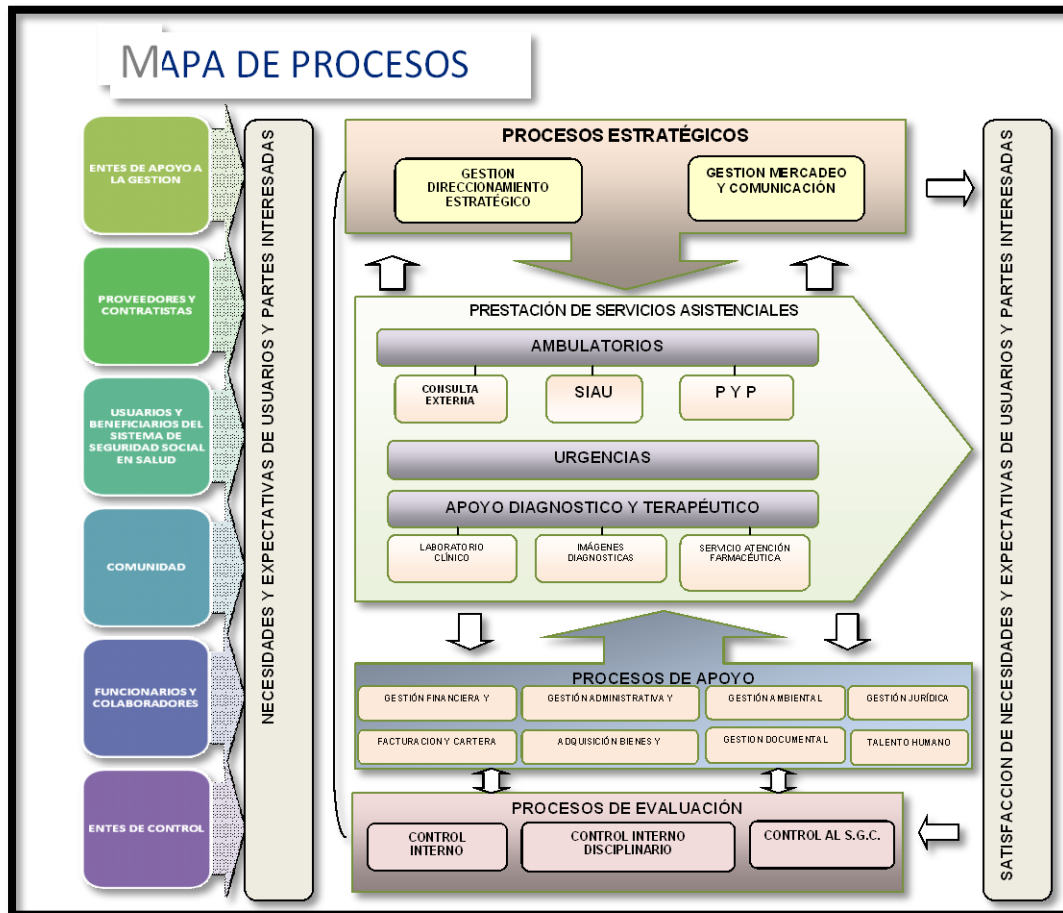 MAPA DE PROCESOS
ENTES DE APOYO A
LA GESTION
PROVEEDORES Y
CONTRATISTAS
USUARIOS Y
BENEFICIARIOS DEL
SISTEMA DE
SEGURIDAD SOCIAL
EN SALUD
COMUNIDAD
FUNCIONARIOS Y
COLABORADORES
ENTES DE CONTROL
NECESIDADES Y EXPECTATIVAS DE USUARIOS Y PARTES INTERESADAS
PROCESOS ESTRATÉGICOS
GESTION
DIRECCIONAMIENTO
ESTRATÉGICO
GESTION MERCADEO
Y COMUNICACIÓN
PRESTACIÓN DE SERVICIOS ASISTENCIALES
AMBULATORIOS
CONSULTA
EXTERNA
SIAU
P Y P
URGENCIAS
APOYO DIAGNOSTICO Y TERAPÉUTICO
LABORATORIO
CLÍNICO
IMÁGENES
DIAGNOSTICAS
SERVICIO ATENCIÓN
FARMACÉUTICA
PROCESOS DE APOYO
GESTIÓN FINANCIERA Y
GESTIÓN ADMINISTRATIVA Y
GESTIÓN AMBIENTAL
GESTIÓN JURÍDICA
FACTURACION Y CARTERA
ADQUISICIÓN BIENES Y
GESTION DOCUMENTAL
TALENTO HUMANO
PROCESOS DE EVALUACIÓN
CONTROL
INTERNO
CONTROL INTERNO
DISCIPLINARIO
CONTROL AL S.G.C.
SATISFACCION DE NECESIDADES Y EXPECTATIVAS DE USUARIOS Y PARTES INTERESADAS